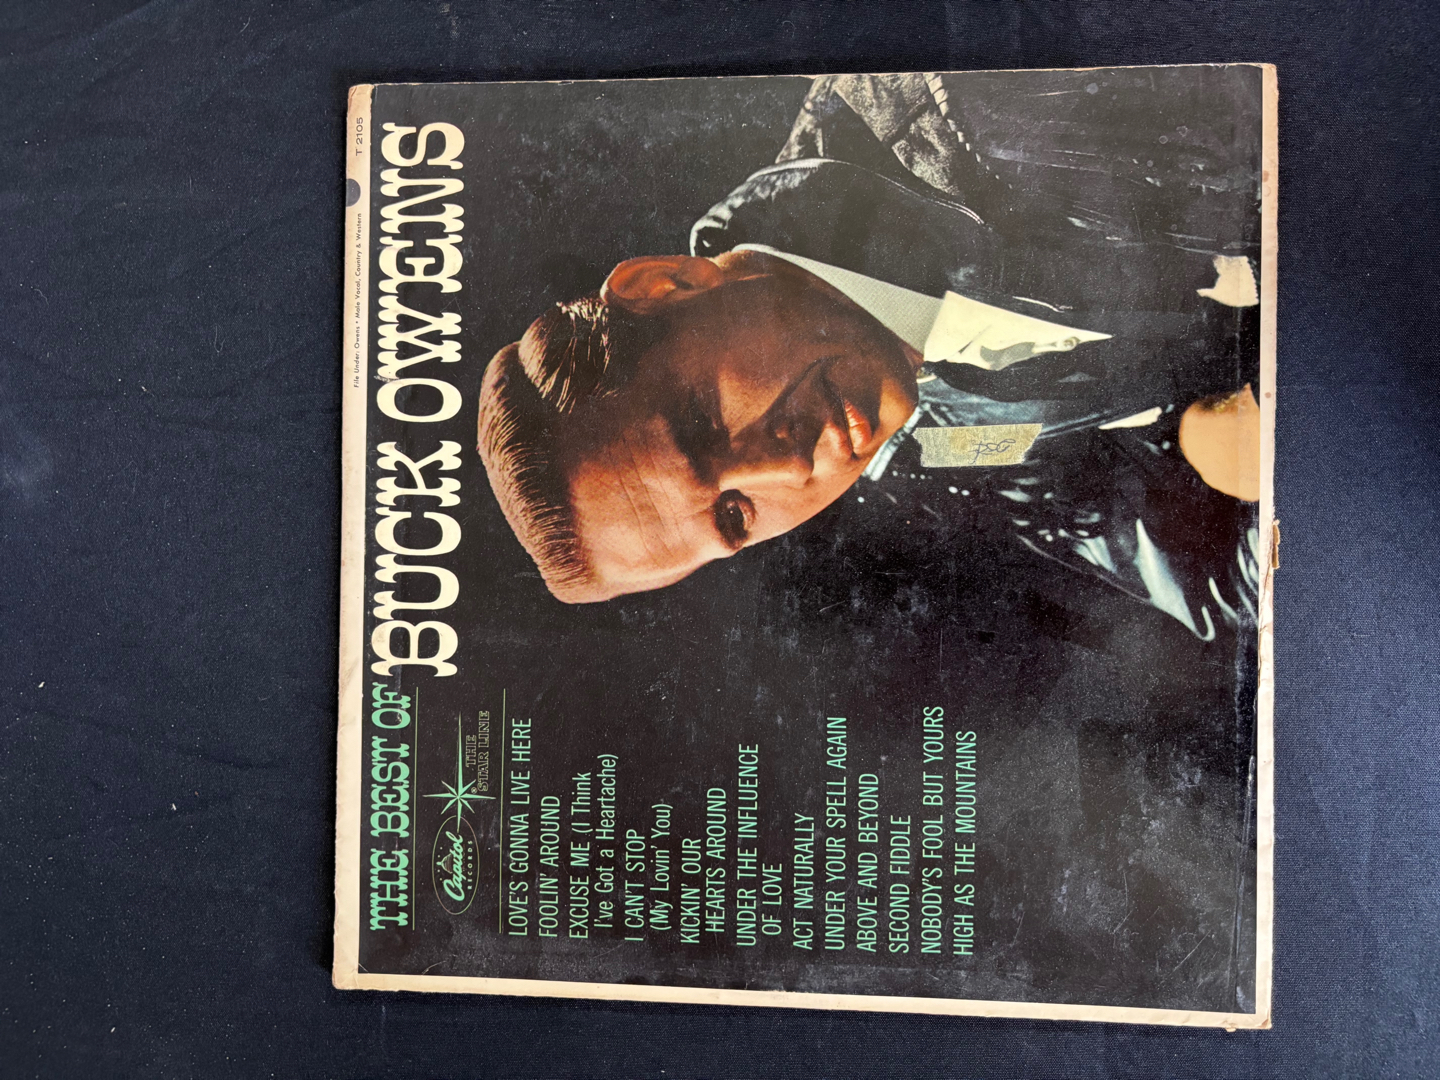 File Under: Owens • Male Vocal, Country & Western
T 2105
THE BEST OF BUCK OWENS
Capitol
RECORDS
®
THE
STAR LINE
LOVE'S GONNA LIVE HERE
FOOLIN' AROUND
EXCUSE ME (I Think
I've Got a Heartache)
I CAN'T STOP
(My Lovin' You)
KICKIN' OUR
HEARTS AROUND
UNDER THE INFLUENCE
OF LOVE
ACT NATURALLY
UNDER YOUR SPELL AGAIN
ABOVE AND BEYOND
SECOND FIDDLE
NOBODY'S FOOL BUT YOURS
HIGH AS THE MOUNTAINS